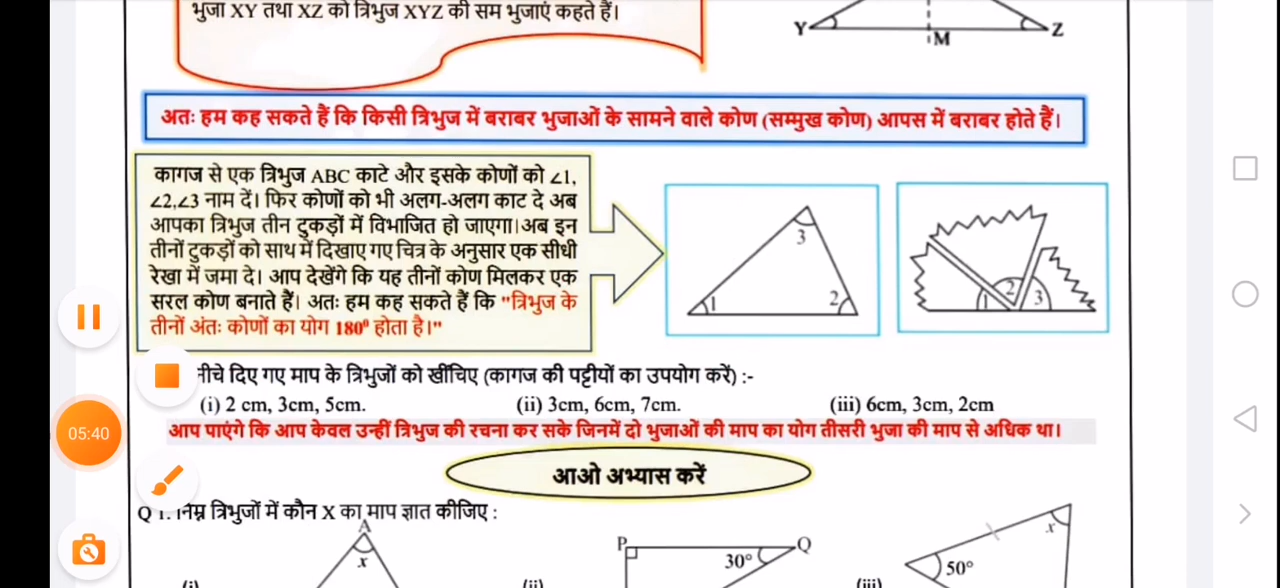 भुजा XY तथा XZ को त्रिभुज XYZ की सम भुजाएं कहते हैं।
Y
M
Z
अतः हम कह सकते हैं कि किसी त्रिभुज में बराबर भुजाओं के सामने वाले कोण (सम्मुख कोण) आपस में बराबर होते हैं।
कागज से एक त्रिभुज ABC काटे और इसके कोणों को ∠1,
∠2,∠3 नाम दें। फिर कोणों को भी अलग-अलग काट दे अब
आपका त्रिभुज तीन टुकड़ों में विभाजित हो जाएगा।अब इन
तीनों टुकड़ों को साथ में दिखाए गए चित्र के अनुसार एक सीधी
रेखा में जमा दे। आप देखेंगे कि यह तीनों कोण मिलकर एक
सरल कोण बनाते हैं। अतः हम कह सकते हैं कि "त्रिभुज के
तीनों अंतः कोणों का योग 180⁰ होता है।"
3
1
2
1
2
3
नीचे दिए गए माप के त्रिभुजों को खींचिए (कागज की पट्टीयों का उपयोग करें) :-
(i) 2 cm, 3cm, 5cm. (ii) 3cm, 6cm, 7cm. (iii) 6cm, 3cm, 2cm
आप पाएंगे कि आप केवल उन्हीं त्रिभुज की रचना कर सके जिनमें दो भुजाओं की माप का योग तीसरी भुजा की माप से अधिक था।
05:40
आओ अभ्यास करें
Q 1. निम्न त्रिभुजों में कौन X का माप ज्ञात कीजिए :
A
x
P
Q
30°
x
50°
(i) (ii) (iii)